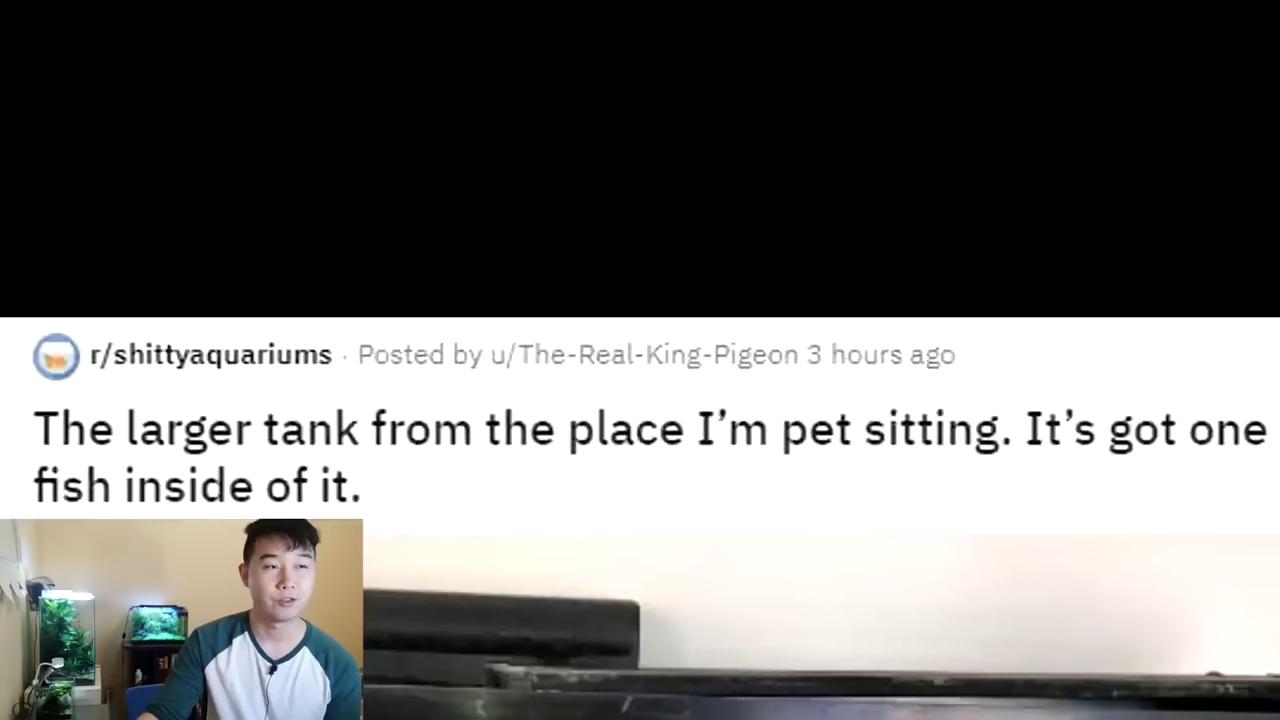 r/shittyaquariums · Posted by u/The-Real-King-Pigeon 3 hours ago
The larger tank from the place I’m pet sitting. It’s got one
fish inside of it.